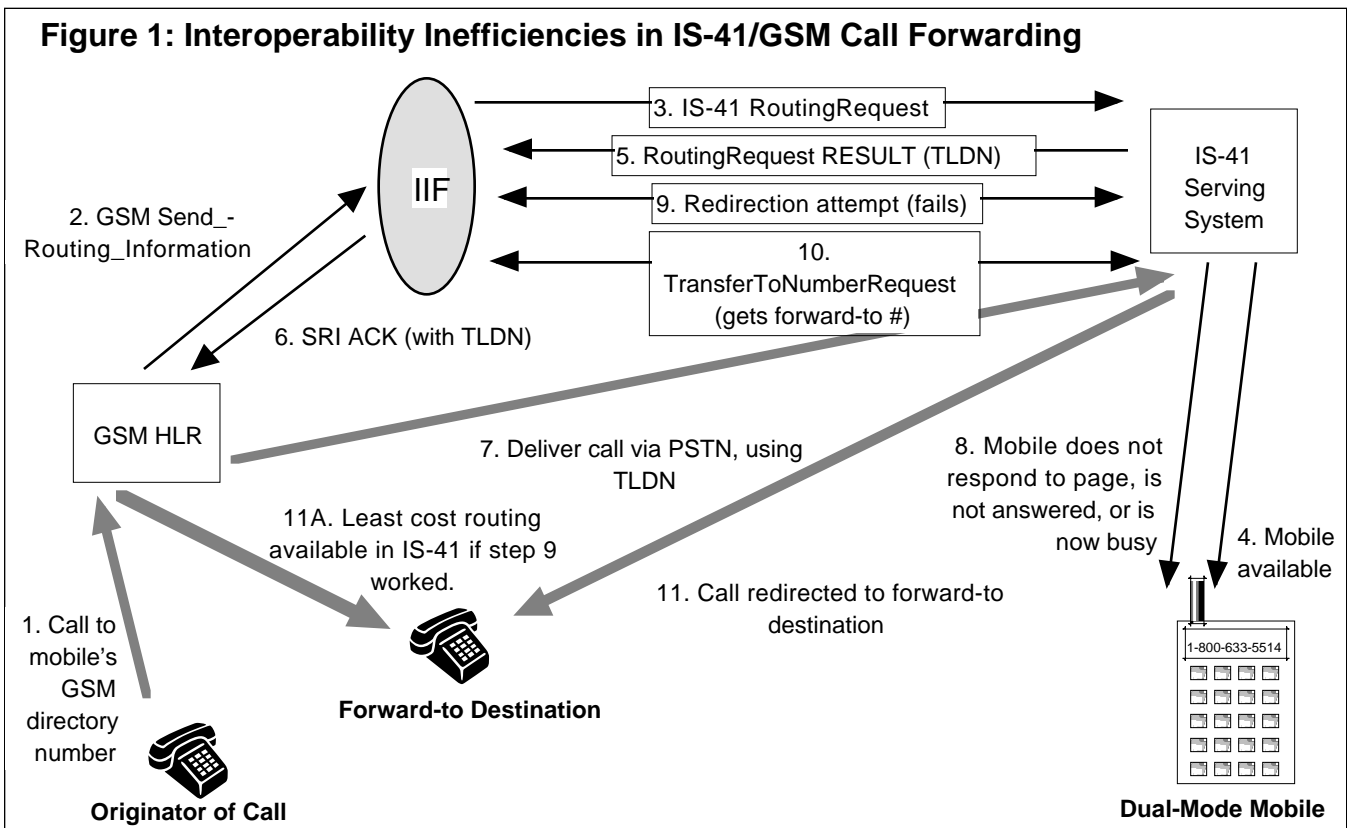 Figure 1: Interoperability Inefficiencies in IS-41/GSM Call Forwarding
3. IS-41 RoutingRequest
5. RoutingRequest RESULT (TLDN)
IIF
9. Redirection attempt (fails)
10.
TransferToNumberRequest
(gets forward-to #)
IS-41
Serving
System
2. GSM Send_-
Routing_Information
6. SRI ACK (with TLDN)
GSM HLR
7. Deliver call via PSTN, using
TLDN
8. Mobile does not
respond to page, is
not answered, or is
now busy
4. Mobile
available
11A. Least cost routing
available in IS-41 if step 9
worked.
11. Call redirected to forward-to
destination
1. Call to
mobile's
GSM
directory
number
1-800-633-5514
Forward-to Destination
Originator of Call
Dual-Mode Mobile